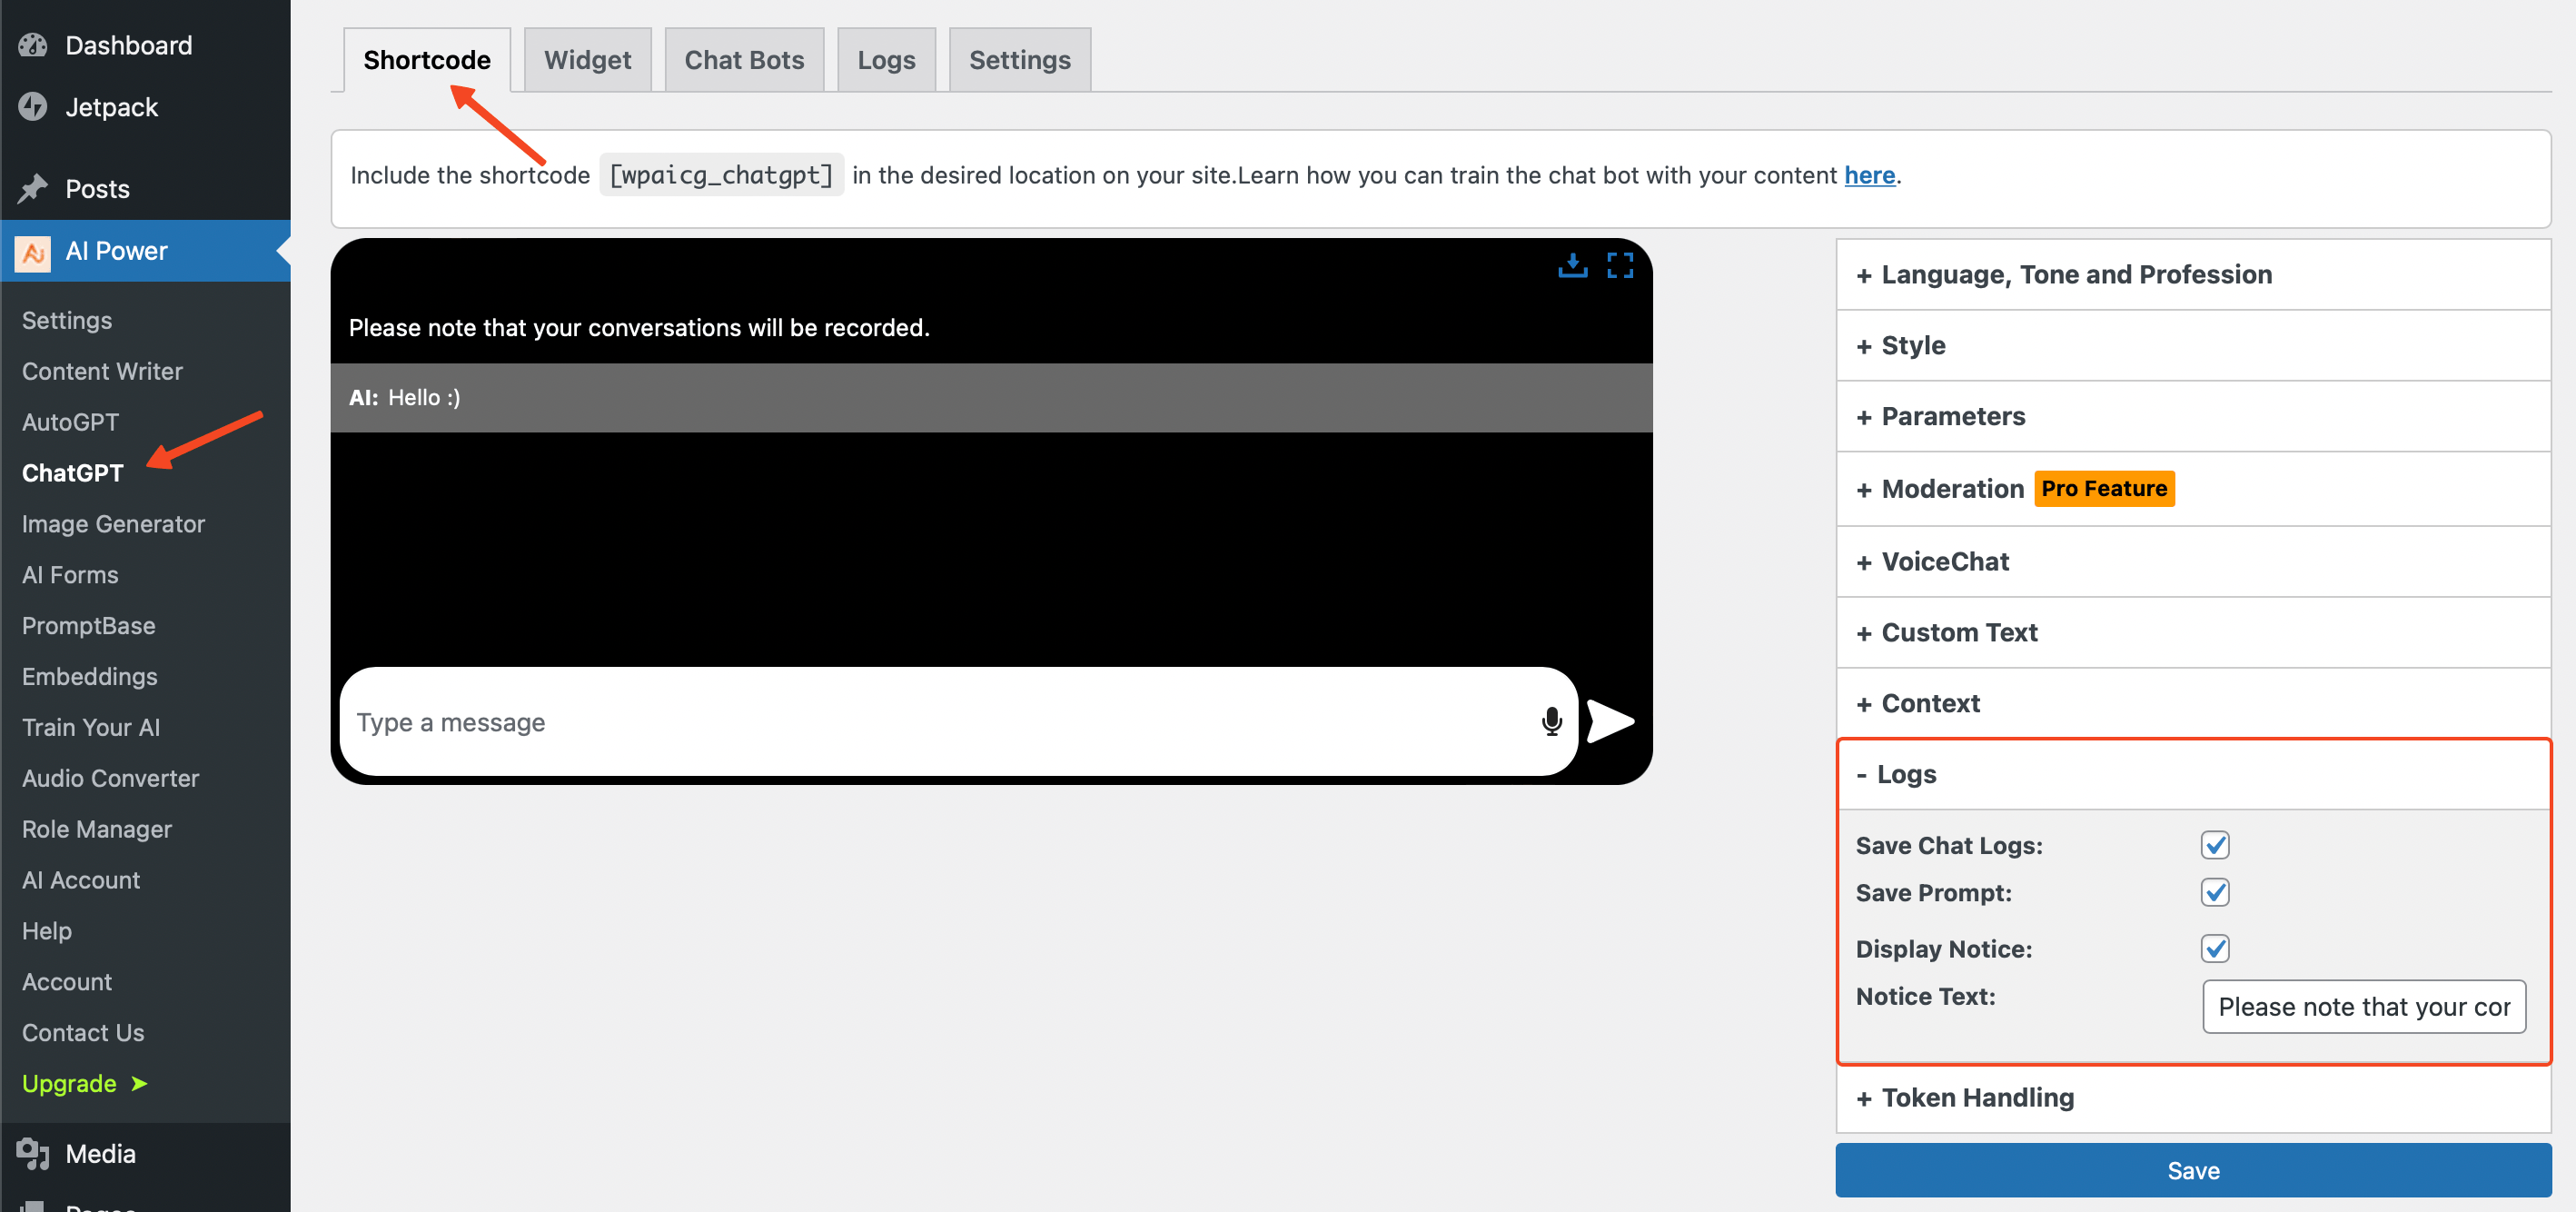 Dashboard
Jetpack
Posts
AI Power
Settings
Content Writer
AutoGPT
ChatGPT
Image Generator
AI Forms
PromptBase
Embeddings
Train Your AI
Audio Converter
Role Manager
AI Account
Help
Account
Contact Us
Upgrade ➤
Media
Shortcode Widget Chat Bots Logs Settings
Include the shortcode [wpaicg_chatgpt] in the desired location on your site.Learn how you can train the chat bot with your content here.
Please note that your conversations will be recorded.
AI: Hello :)
Type a message
+ Language, Tone and Profession
+ Style
+ Parameters
+ Moderation Pro Feature
+ VoiceChat
+ Custom Text
+ Context
- Logs
Save Chat Logs:
Save Prompt:
Display Notice:
Notice Text: Please note that your cor
+ Token Handling
Save